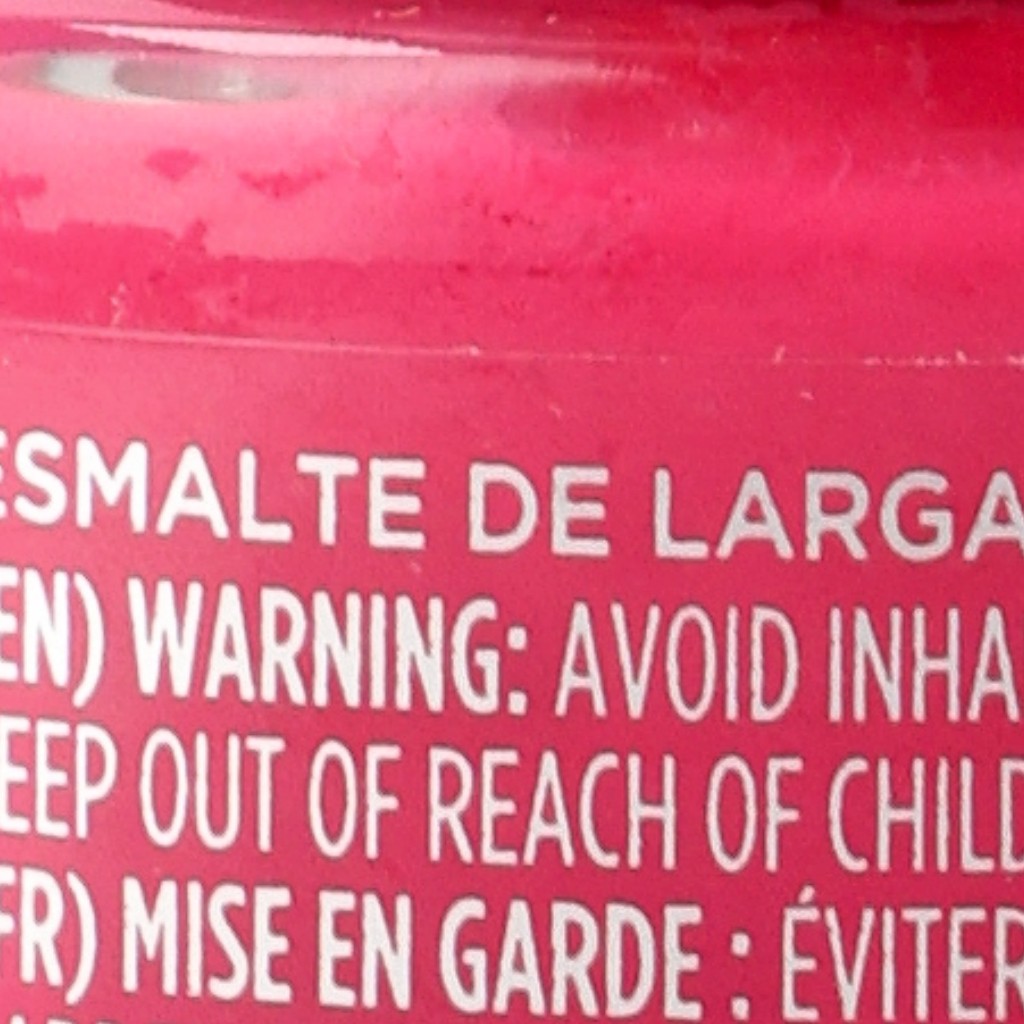 ESMALTE DE LARGA
EN) WARNING: AVOID INHA
EEP OUT OF REACH OF CHILD
FR) MISE EN GARDE : ÉVITER